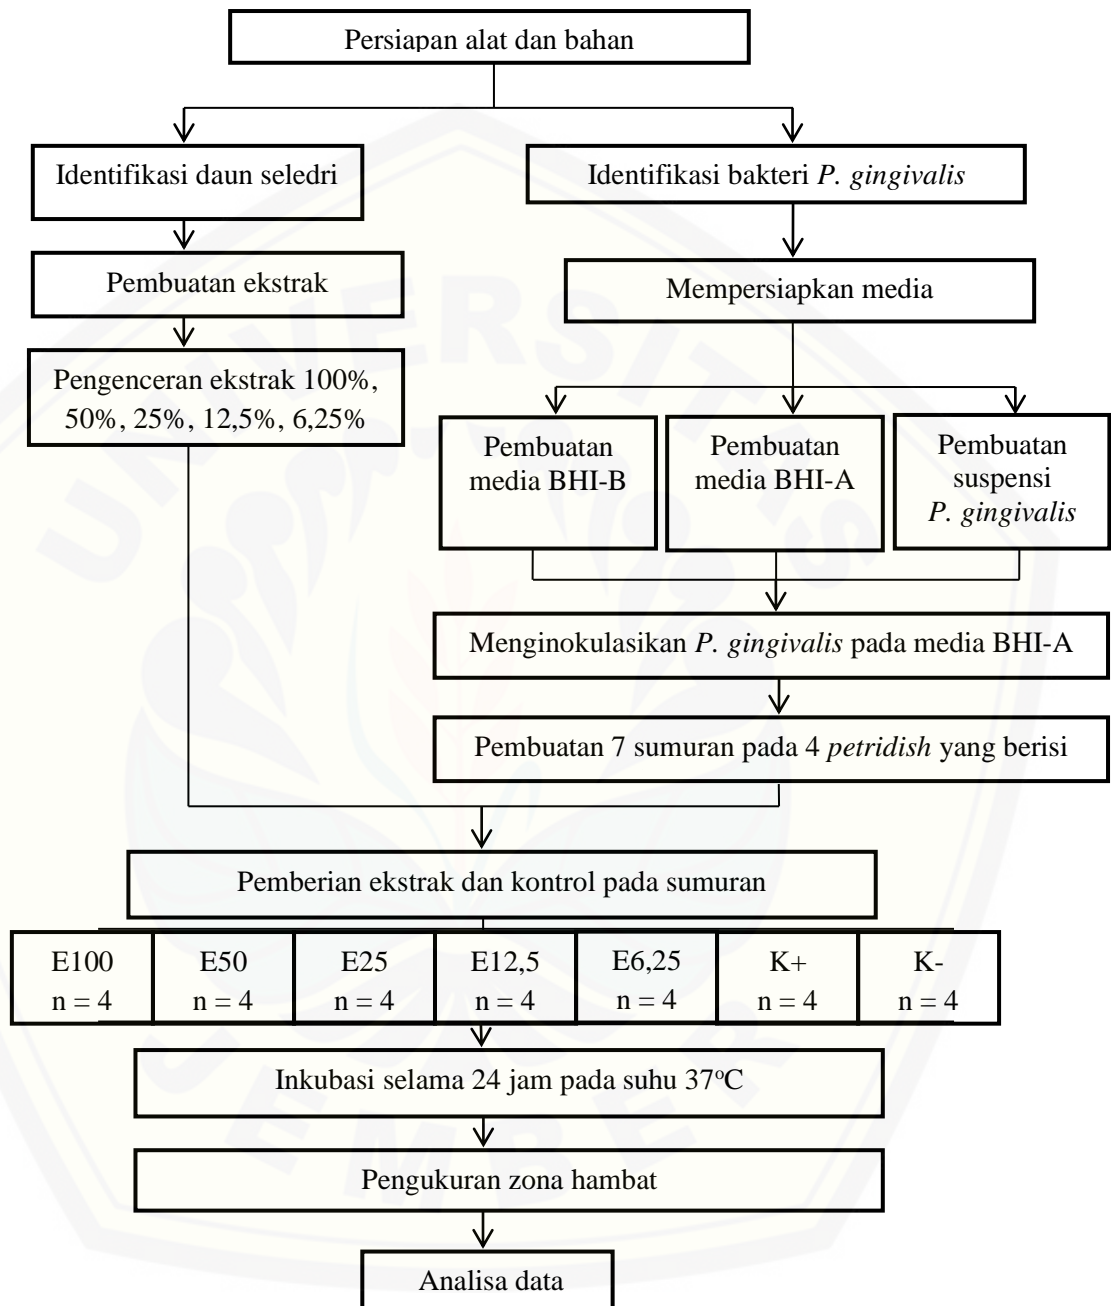 Persiapan alat dan bahan
Identifikasi daun seledri
Identifikasi bakteri P. gingivalis
Pembuatan ekstrak
Mempersiapkan media
Pengenceran ekstrak 100%,
50%, 25%, 12,5%, 6,25%
Pembuatan
media BHI-B
Pembuatan
media BHI-A
Pembuatan
suspensi
P. gingivalis
Menginokulasikan P. gingivalis pada media BHI-A
Pembuatan 7 sumuran pada 4 petridish yang berisi
Pemberian ekstrak dan kontrol pada sumuran
E100
n = 4
E50
n = 4
E25
n = 4
E12,5
n = 4
E6,25
n = 4
K+
n = 4
K-
n = 4
Inkubasi selama 24 jam pada suhu 37°C
Pengukuran zona hambat
Analisa data
UNIVERSITAS
JEMBER